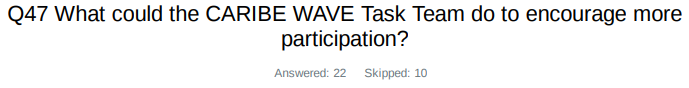 Q47 What could the CARIBE WAVE Task Team do to encourage more
participation?
Answered: 22 Skipped: 10